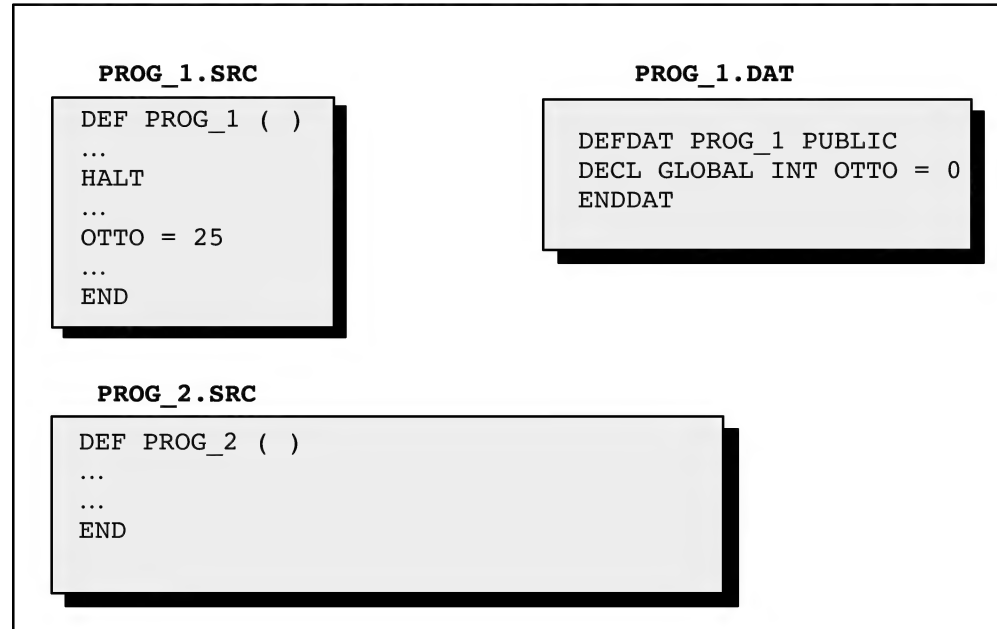 PROG_1.SRC
DEF PROG_1 ( )
...
HALT
...
OTTO = 25
...
END
PROG_1.DAT
DEFDAT PROG_1 PUBLIC
DECL GLOBAL INT OTTO = 0
ENDDAT
PROG_2.SRC
DEF PROG_2 ( )
...
...
END